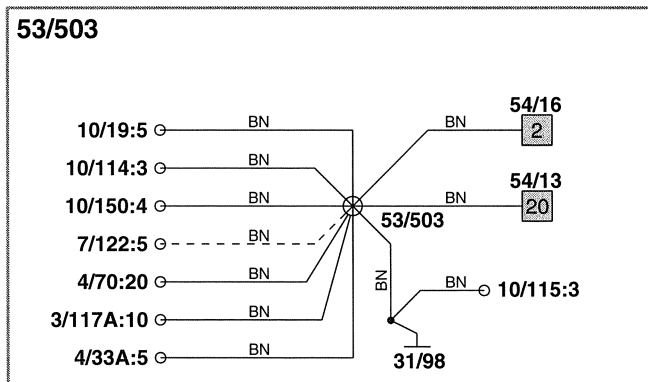 53/503
54/16
10/19:5 BN BN 2
10/114:3 BN
54/13
10/150:4 BN BN 20
53/503
7/122:5 BN
4/70:20 BN
BN
BN 10/115:3
3/117A:10 BN
4/33A:5 BN
31/98